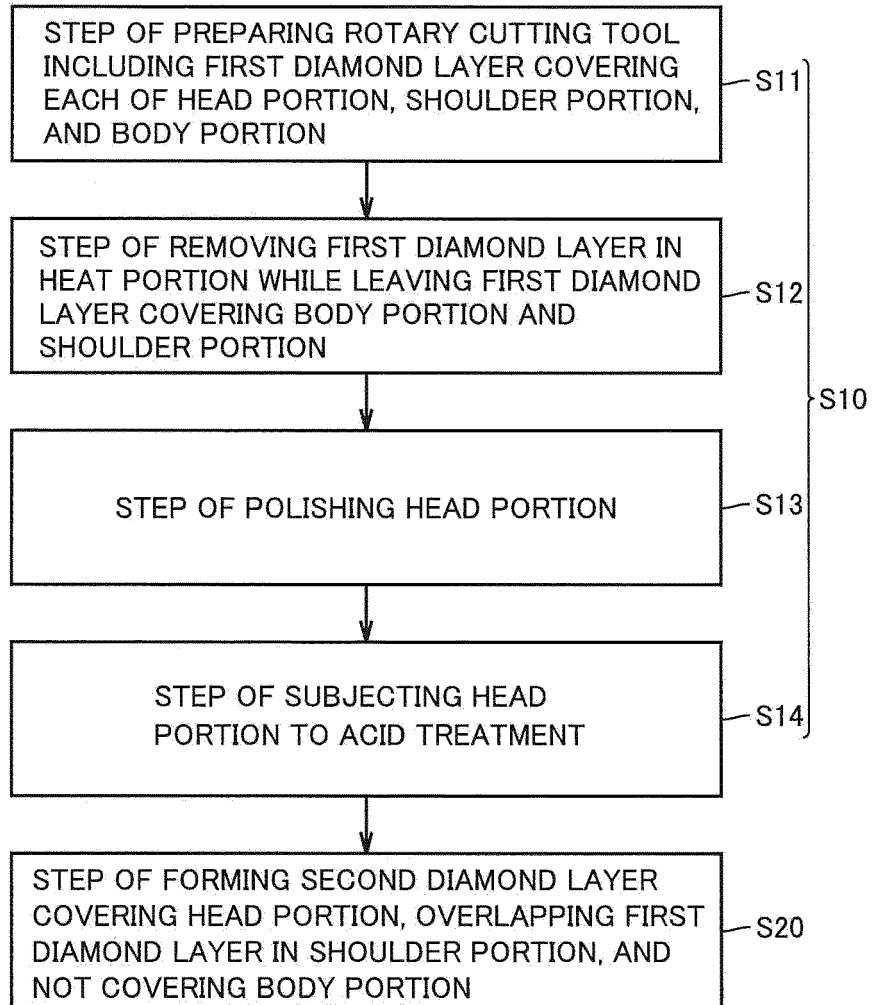 STEP OF PREPARING ROTARY CUTTING TOOL
INCLUDING FIRST DIAMOND LAYER COVERING
EACH OF HEAD PORTION, SHOULDER PORTION,
AND BODY PORTION
S11
STEP OF REMOVING FIRST DIAMOND LAYER IN
HEAT PORTION WHILE LEAVING FIRST DIAMOND
LAYER COVERING BODY PORTION AND
SHOULDER PORTION
S12
S10
STEP OF POLISHING HEAD PORTION
S13
STEP OF SUBJECTING HEAD
PORTION TO ACID TREATMENT
S14
STEP OF FORMING SECOND DIAMOND LAYER
COVERING HEAD PORTION, OVERLAPPING FIRST
DIAMOND LAYER IN SHOULDER PORTION, AND
NOT COVERING BODY PORTION
S20